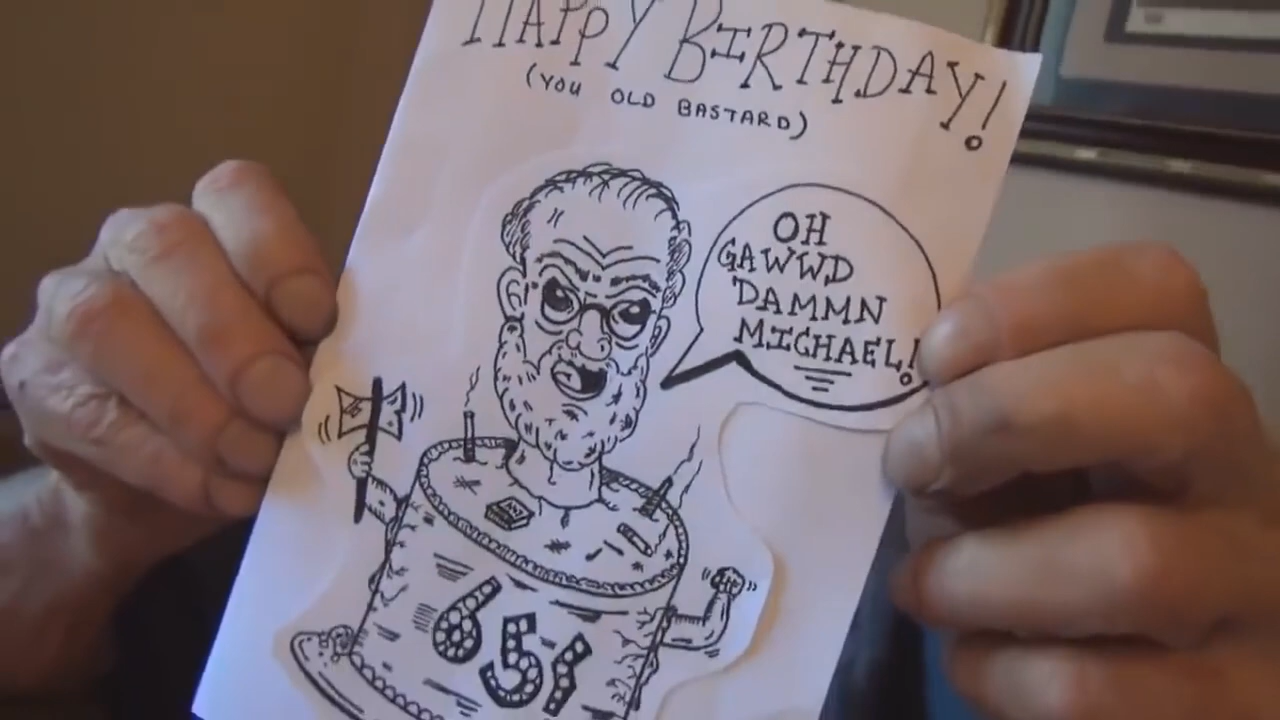 HAPPY BIRTHDAY!
(YOU OLD BASTARD)
OH
GAWWD
DAMMN
MICHAEL!
65!